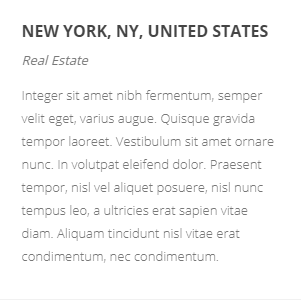 NEW YORK, NY, UNITED STATES
Real Estate
Integer sit amet nibh fermentum, semper
velit eget, varius augue. Quisque gravida
tempor laoreet. Vestibulum sit amet ornare
nunc. In volutpat eleifend dolor. Praesent
tempor, nisl vel aliquet posuere, nisl nunc
tempus leo, a ultricies erat sapien vitae
diam. Aliquam tincidunt nisl vitae erat
condimentum, nec condimentum.